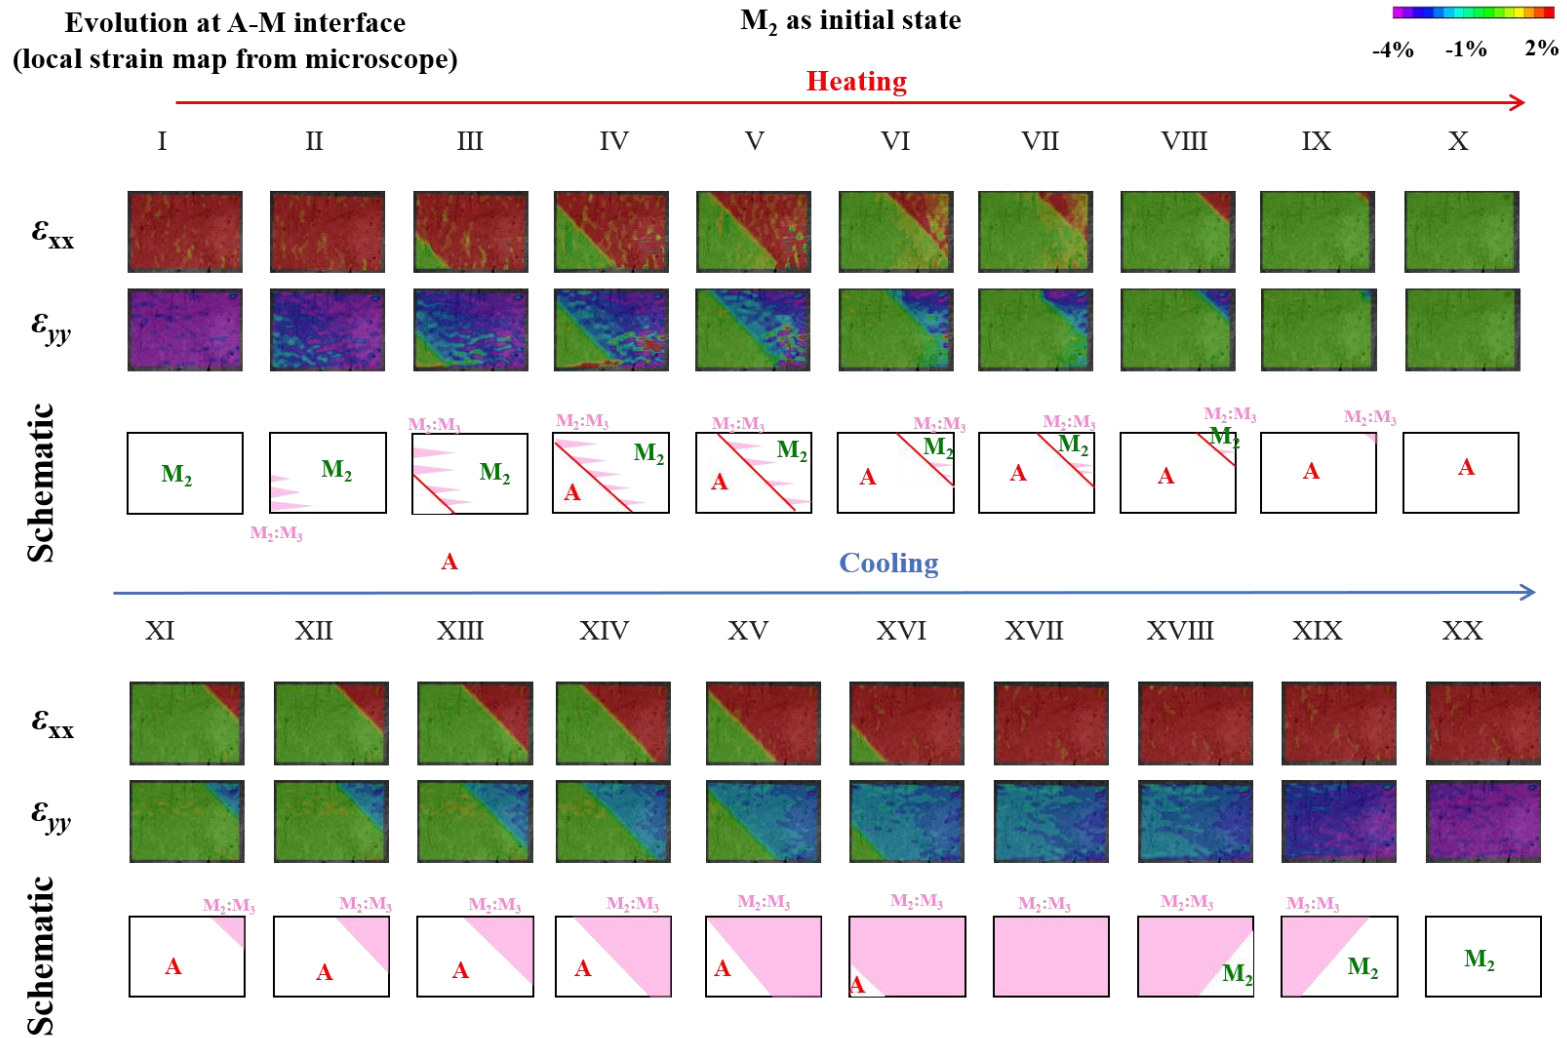 Evolution at A-M interface
(local strain map from microscope)
M₂ as initial state
-4% -1% 2%
Heating
I II III IV V VI VII VIII IX X
εxx
εyy
Schematic
M₂:M₃ M₂:M₃ M₂:M₃ M₂:M₃ M₂:M₃ M₂:M₃ M₂:M₃
M₂ M₂ M₂ M₂ M₂ M₂ M₂ M₂
A A A A A A A
M₂:M₃
A
Cooling
XI XII XIII XIV XV XVI XVII XVIII XIX XX
εxx
εyy
Schematic
M₂:M₃ M₂:M₃ M₂:M₃ M₂:M₃ M₂:M₃ M₂:M₃ M₂:M₃ M₂:M₃ M₂:M₃
A A A A A A M₂ M₂ M₂